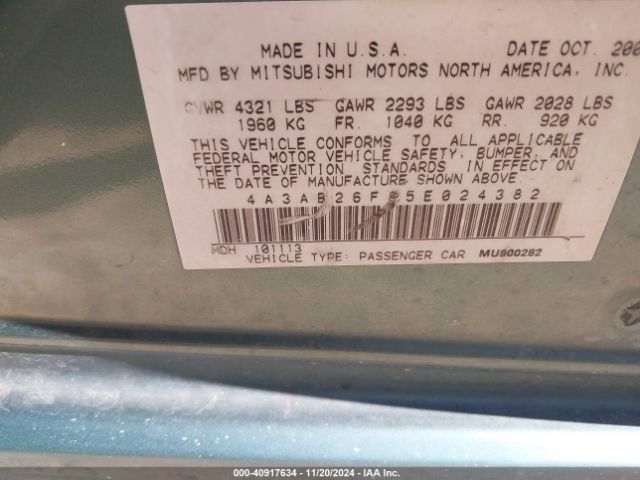 MADE IN U.S.A. DATE OCT. 200
MFD BY MITSUBISHI MOTORS NORTH AMERICA, INC.
GVWR 4321 LBS GAWR 2293 LBS GAWR 2028 LBS
1960 KG FR. 1040 KG RR. 920 KG
THIS VEHICLE CONFORMS TO ALL APPLICABLE
FEDERAL MOTOR VEHICLE SAFETY, BUMPER, AND
THEFT PREVENTION STANDARDS IN EFFECT ON
THE DATE OF MANUFACTURE SHOWN ABOVE.
4A3AB26F85E024382
MDH 101113
VEHICLE TYPE: PASSENGER CAR MU900282
000-40917634 - 11/20/2024 - IAA Inc.